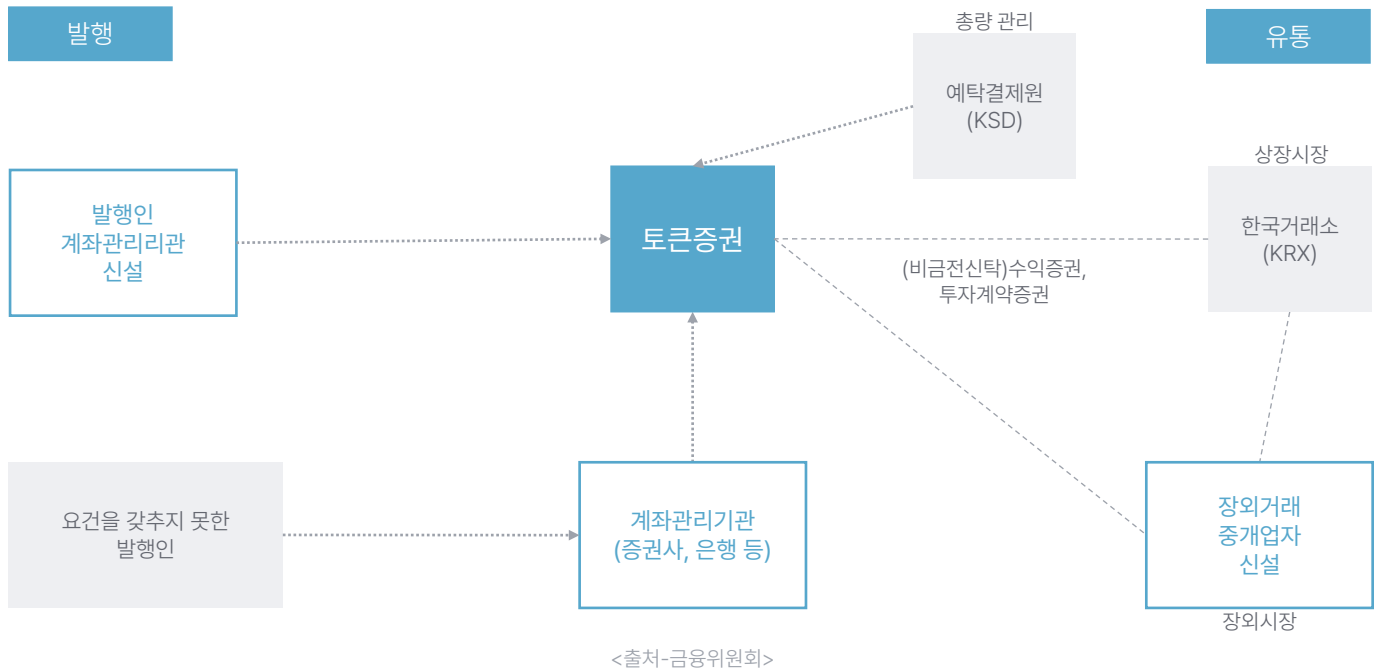 발행
총량 관리
유통
예탁결제원
(KSD)
상장시장
발행인
계좌관리리관
신설
토큰증권
한국거래소
(KRX)
(비금전신탁)수익증권,
투자계약증권
요건을 갖추지 못한
발행인
계좌관리기관
(증권사, 은행 등)
장외거래
중개업자
신설
장외시장
<출처-금융위원회>